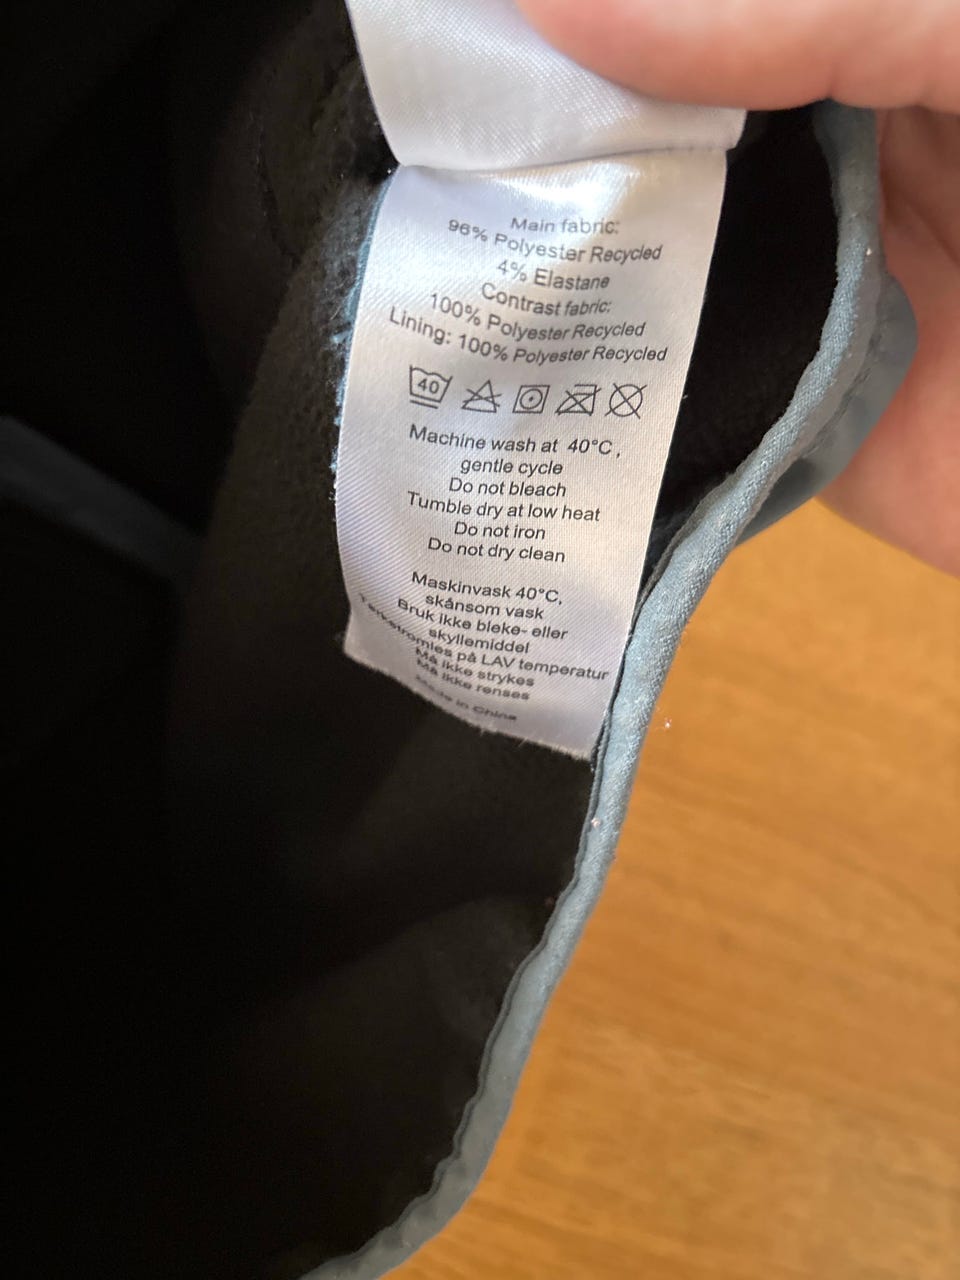 Main fabric:
96% Polyester Recycled
4% Elastane
Contrast fabric:
100% Polyester Recycled
Lining: 100% Polyester Recycled
40
Machine wash at 40°C,
gentle cycle
Do not bleach
Tumble dry at low heat
Do not iron
Do not dry clean
Maskinvask 40°C,
skånsom vask
Bruk ikke bleke- eller
skyllemiddel
Tørketromles på LAV temperatur
Må ikke strykes
Må ikke renses
Made in China